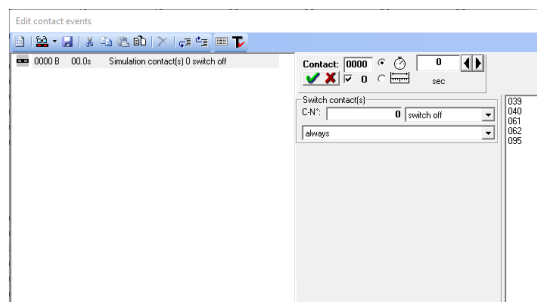 Edit contact events
0000 B 00.0s Simulation contact(s) 0 switch off
Contact: 0000 0
0 sec
Switch contact(s)
C-N°: 0 switch off
always
039
040
061
062
095